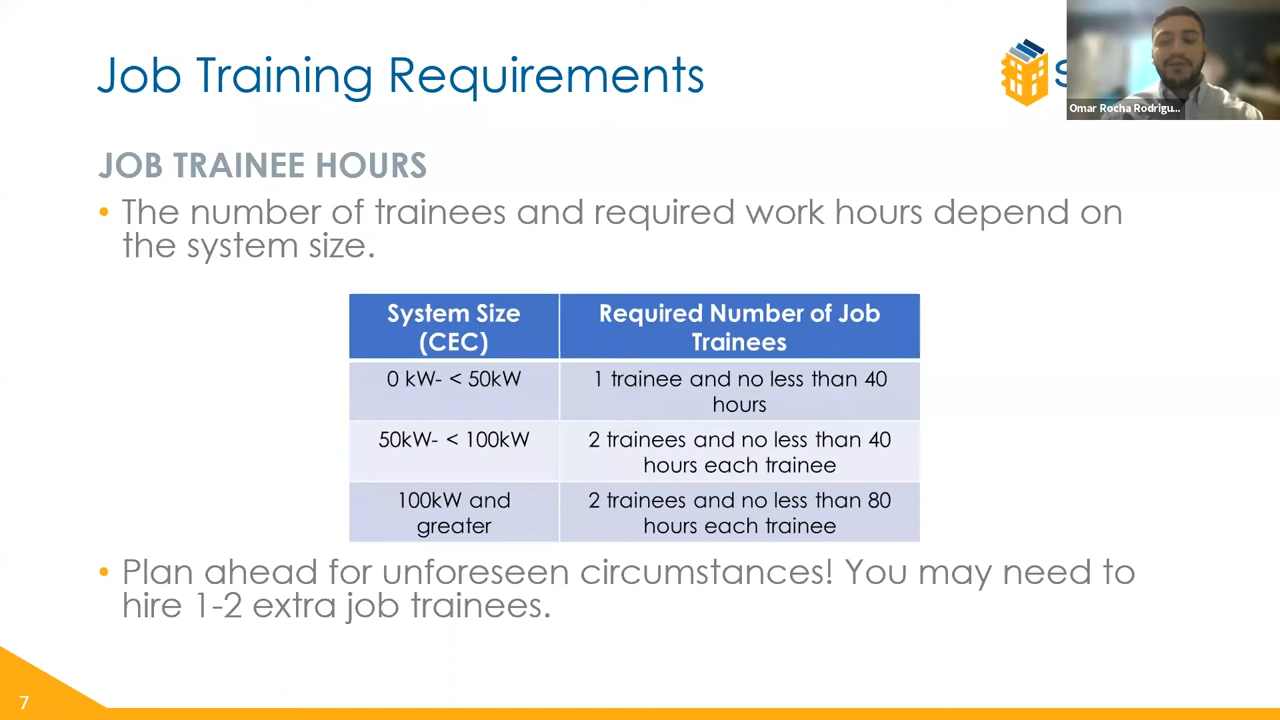 Job Training Requirements
Omar Rocha Rodrigu...
JOB TRAINEE HOURS
• The number of trainees and required work hours depend on
the system size.
System Size
(CEC)
Required Number of Job
Trainees
0 kW- < 50kW
1 trainee and no less than 40
hours
50kW- < 100kW
2 trainees and no less than 40
hours each trainee
100kW and
greater
2 trainees and no less than 80
hours each trainee
• Plan ahead for unforeseen circumstances! You may need to
hire 1-2 extra job trainees.
7